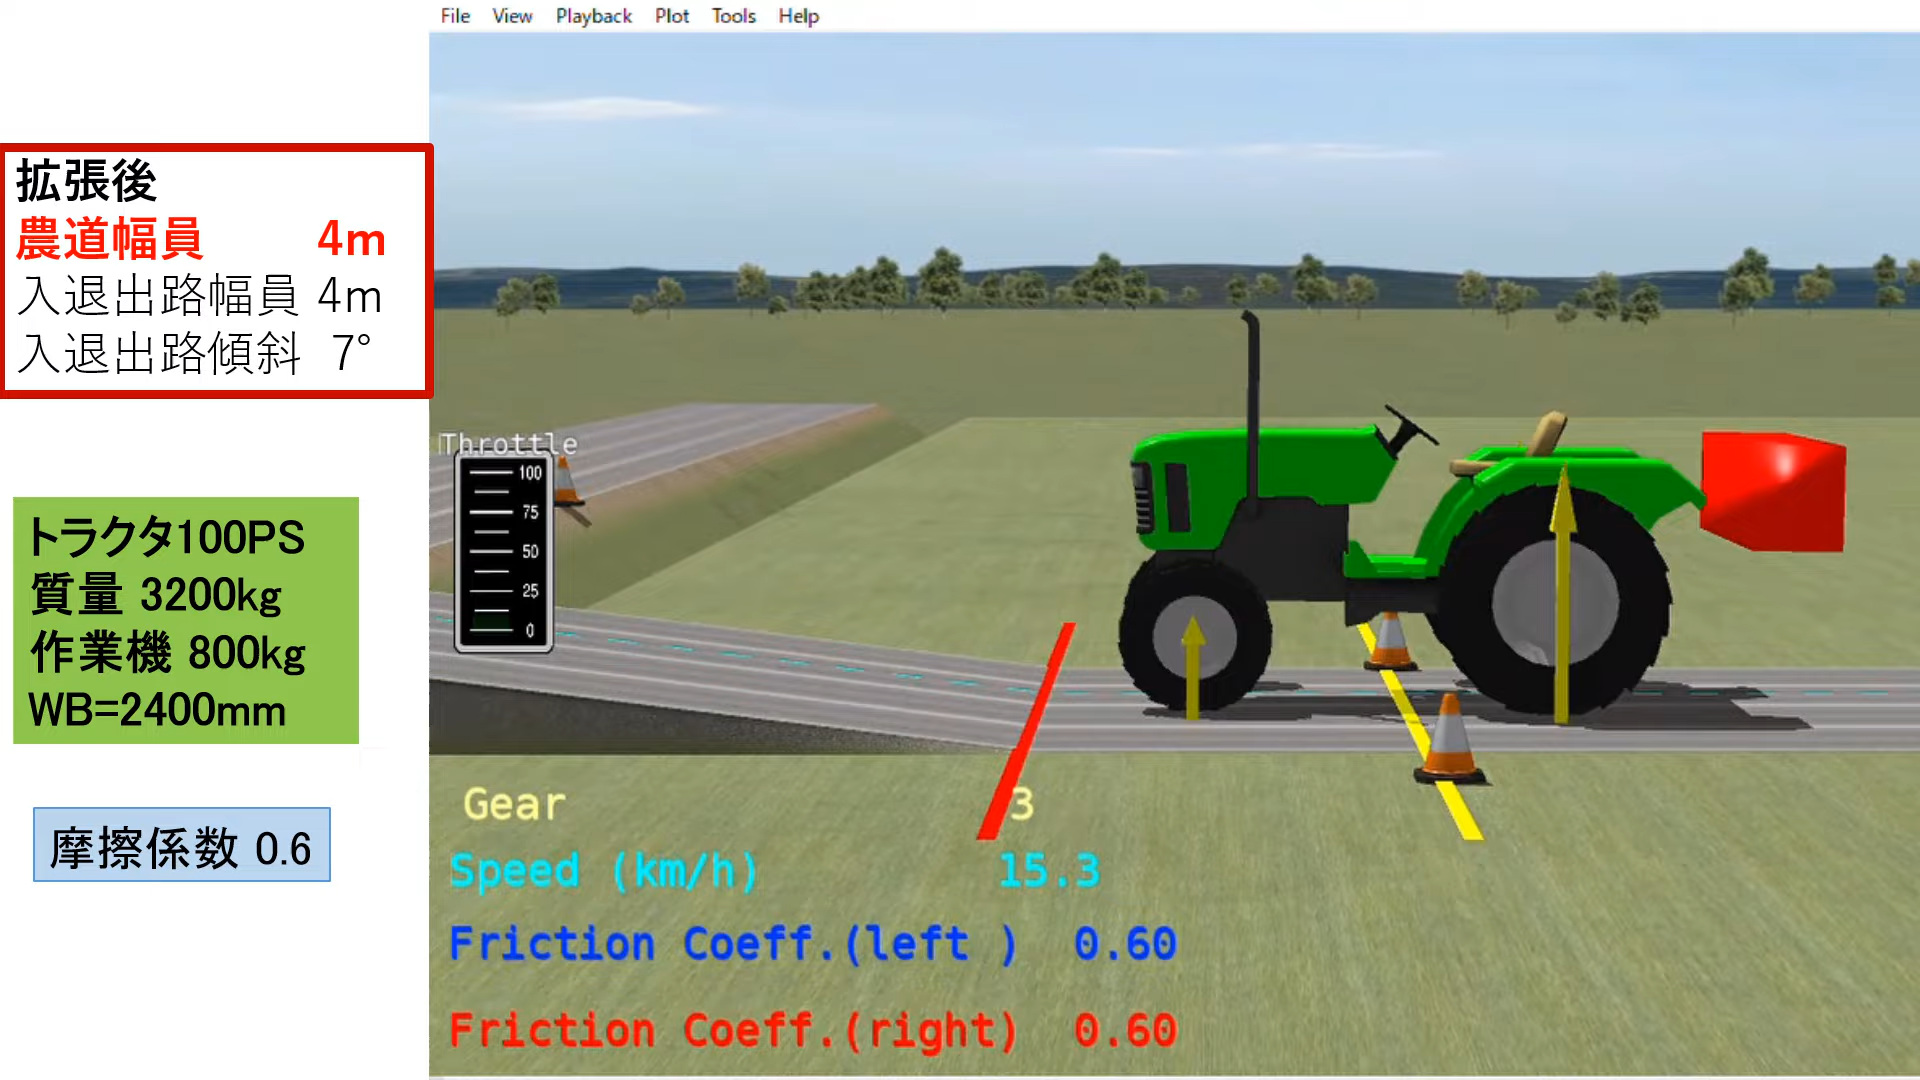 File View Playback Plot Tools Help
拡張後
農道幅員 4m
入退出路幅員 4m
入退出路傾斜 7°
トラクタ100PS
質量 3200kg
作業機 800kg
WB=2400mm
摩擦係数 0.6
Throttle
100
75
50
25
0
Gear 3
Speed (km/h) 15.3
Friction Coeff.(left ) 0.60
Friction Coeff.(right) 0.60